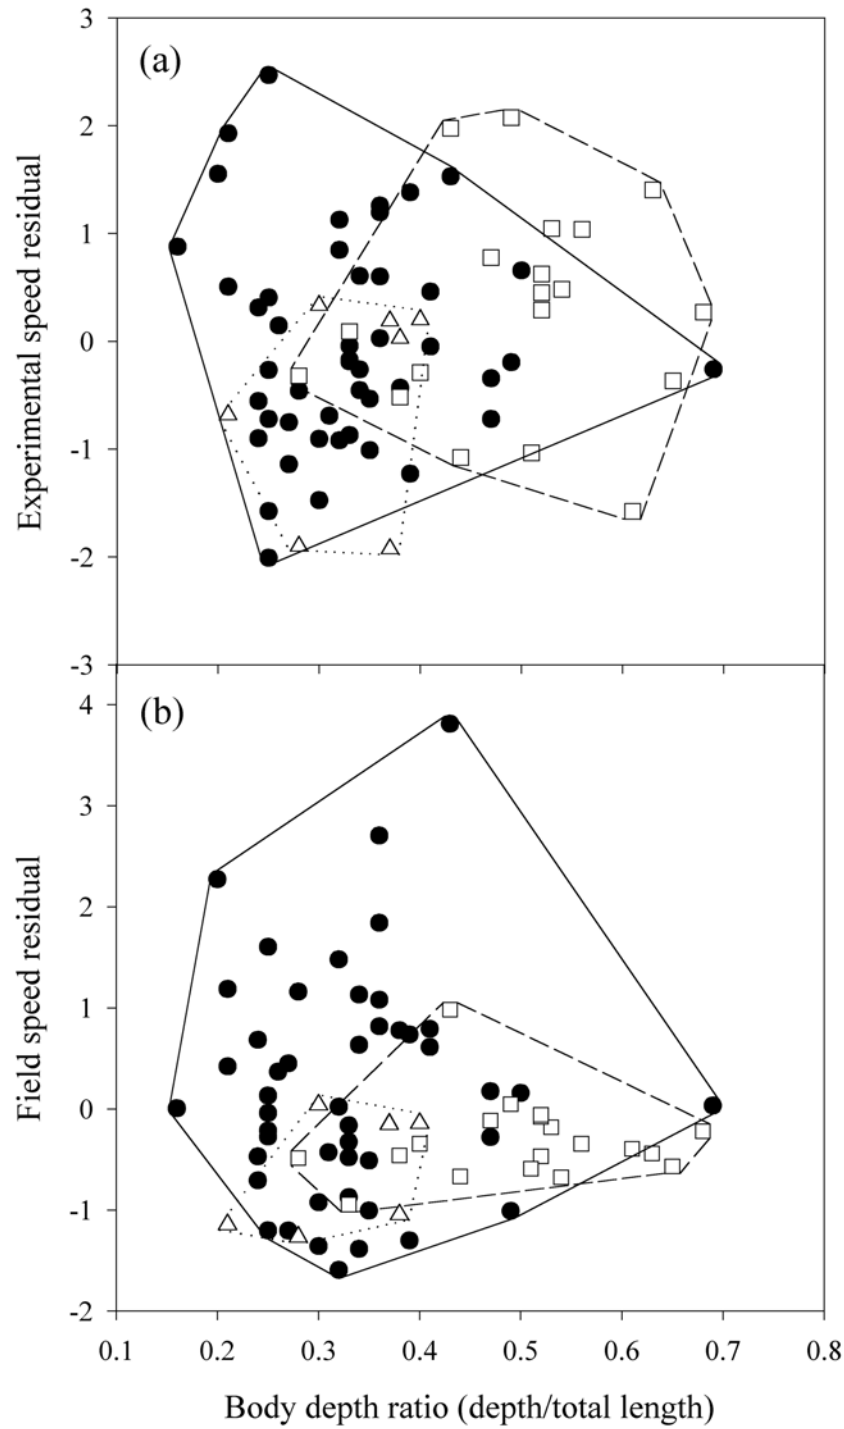 3
(a)
2
1
0
-1
-2
-3
Experimental speed residual
4
(b)
3
2
1
0
-1
-2
Field speed residual
0.1 0.2 0.3 0.4 0.5 0.6 0.7 0.8
Body depth ratio (depth/total length)